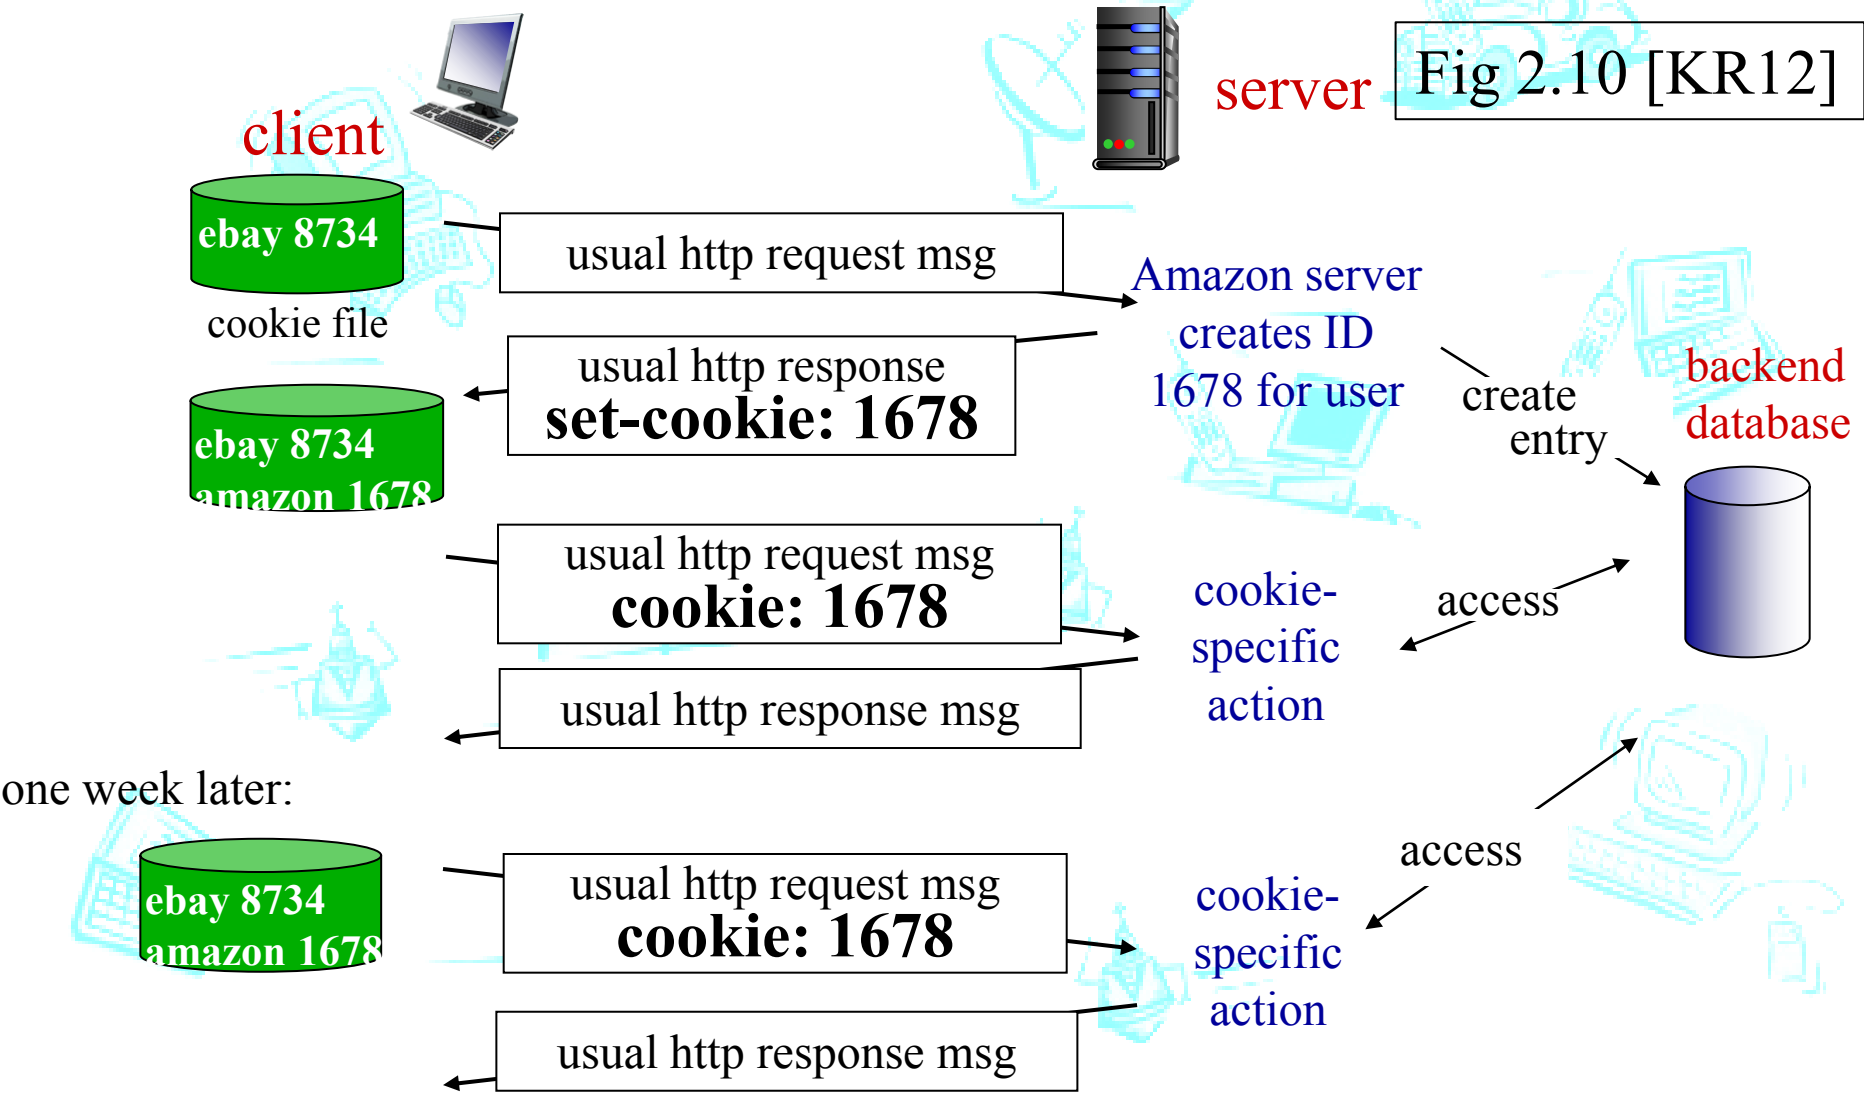 client
server
Fig 2.10 [KR12]
ebay 8734
cookie file
usual http request msg
Amazon server
creates ID
1678 for user
usual http response
set-cookie: 1678
create
entry
backend
database
ebay 8734
amazon 1678
usual http request msg
cookie: 1678
cookie-
specific
action
access
usual http response msg
one week later:
ebay 8734
amazon 1678
usual http request msg
cookie: 1678
cookie-
specific
action
access
usual http response msg